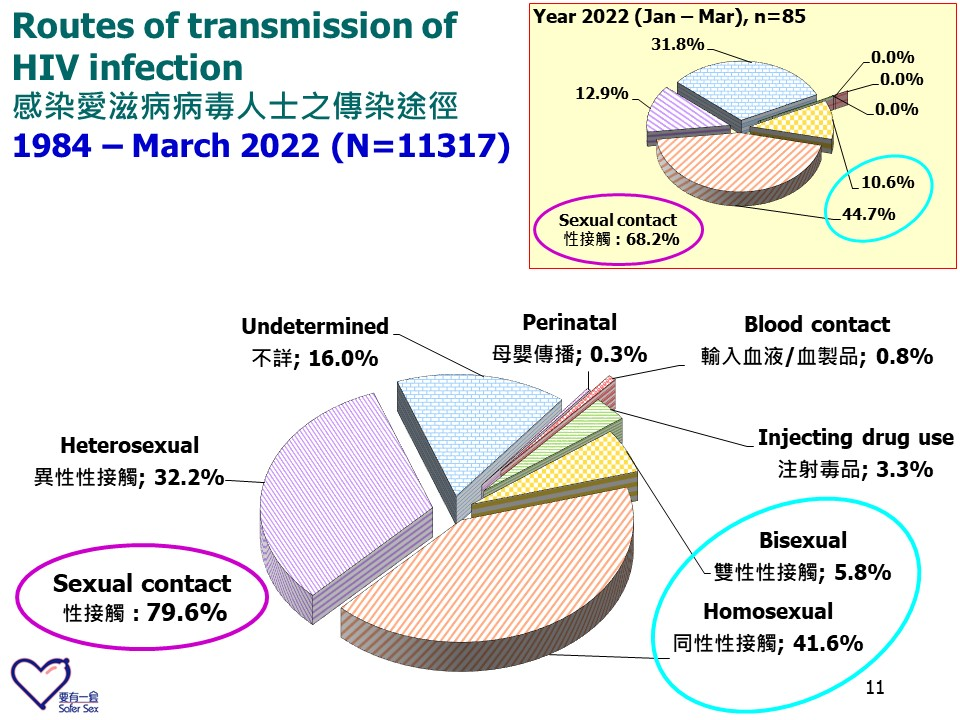 Routes of transmission of
HIV infection
感染愛滋病病毒人士之傳染途徑
1984 – March 2022 (N=11317)
Year 2022 (Jan – Mar), n=85
31.8%
0.0%
0.0%
0.0%
12.9%
10.6%
44.7%
Sexual contact
性接觸 : 68.2%
Undetermined
不詳; 16.0%
Perinatal
母嬰傳播; 0.3%
Blood contact
輸入血液/血製品; 0.8%
Heterosexual
異性性接觸; 32.2%
Injecting drug use
注射毒品; 3.3%
Bisexual
雙性性接觸; 5.8%
Homosexual
同性性接觸; 41.6%
Sexual contact
性接觸 : 79.6%
要有一套
Safer Sex
11